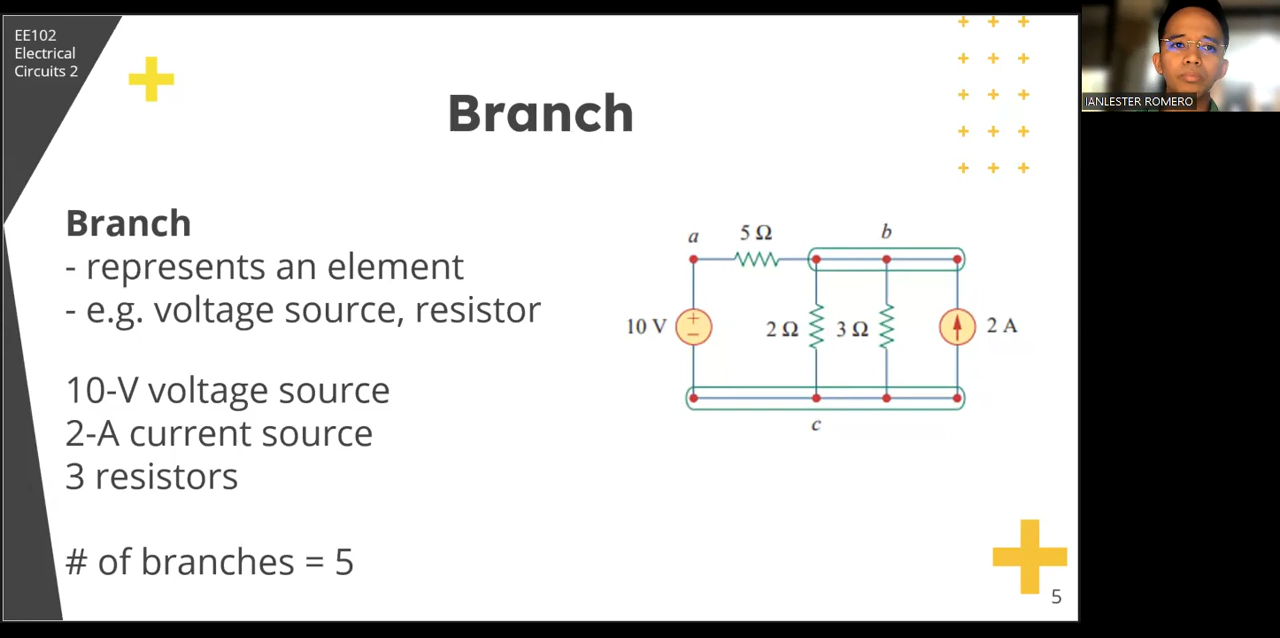 EE102
Electrical
Circuits 2
Branch
Branch
- represents an element
- e.g. voltage source, resistor
10-V voltage source
2-A current source
3 resistors
# of branches = 5
a
5 Ω
b
10 V
+
−
2 Ω
3 Ω
2 A
c
5
IANLESTER ROMERO